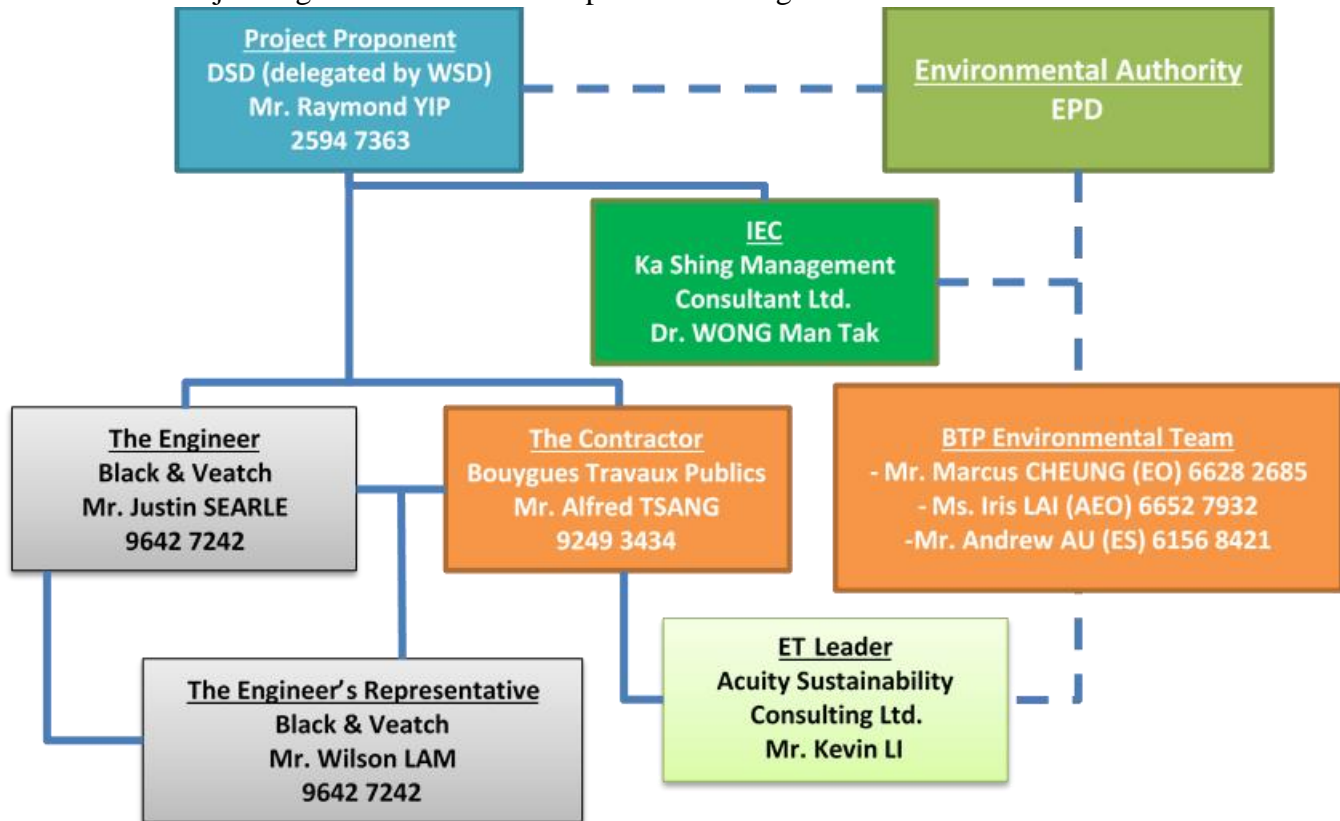 Project Proponent
DSD (delegated by WSD)
Mr. Raymond YIP
2594 7363
Environmental Authority
EPD
IEC
Ka Shing Management
Consultant Ltd.
Dr. WONG Man Tak
The Engineer
Black & Veatch
Mr. Justin SEARLE
9642 7242
The Contractor
Bouygues Travaux Publics
Mr. Alfred TSANG
9249 3434
BTP Environmental Team
- Mr. Marcus CHEUNG (EO) 6628 2685
- Ms. Iris LAI (AEO) 6652 7932
-Mr. Andrew AU (ES) 6156 8421
The Engineer's Representative
Black & Veatch
Mr. Wilson LAM
9642 7242
ET Leader
Acuity Sustainability
Consulting Ltd.
Mr. Kevin LI